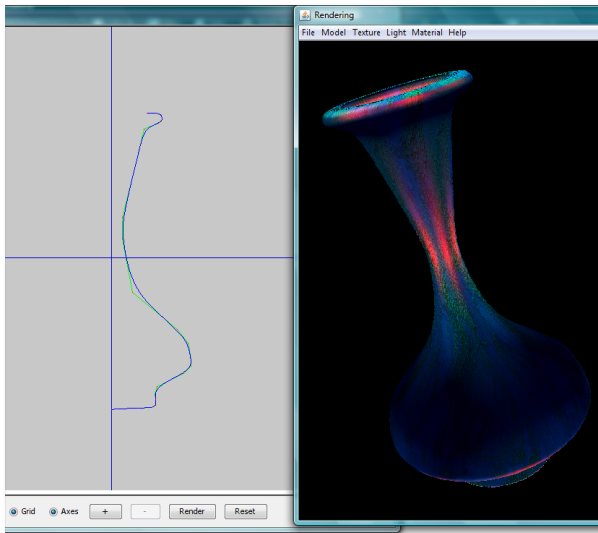 Rendering
File Model Texture Light Material Help
Grid Axes + - Render Reset